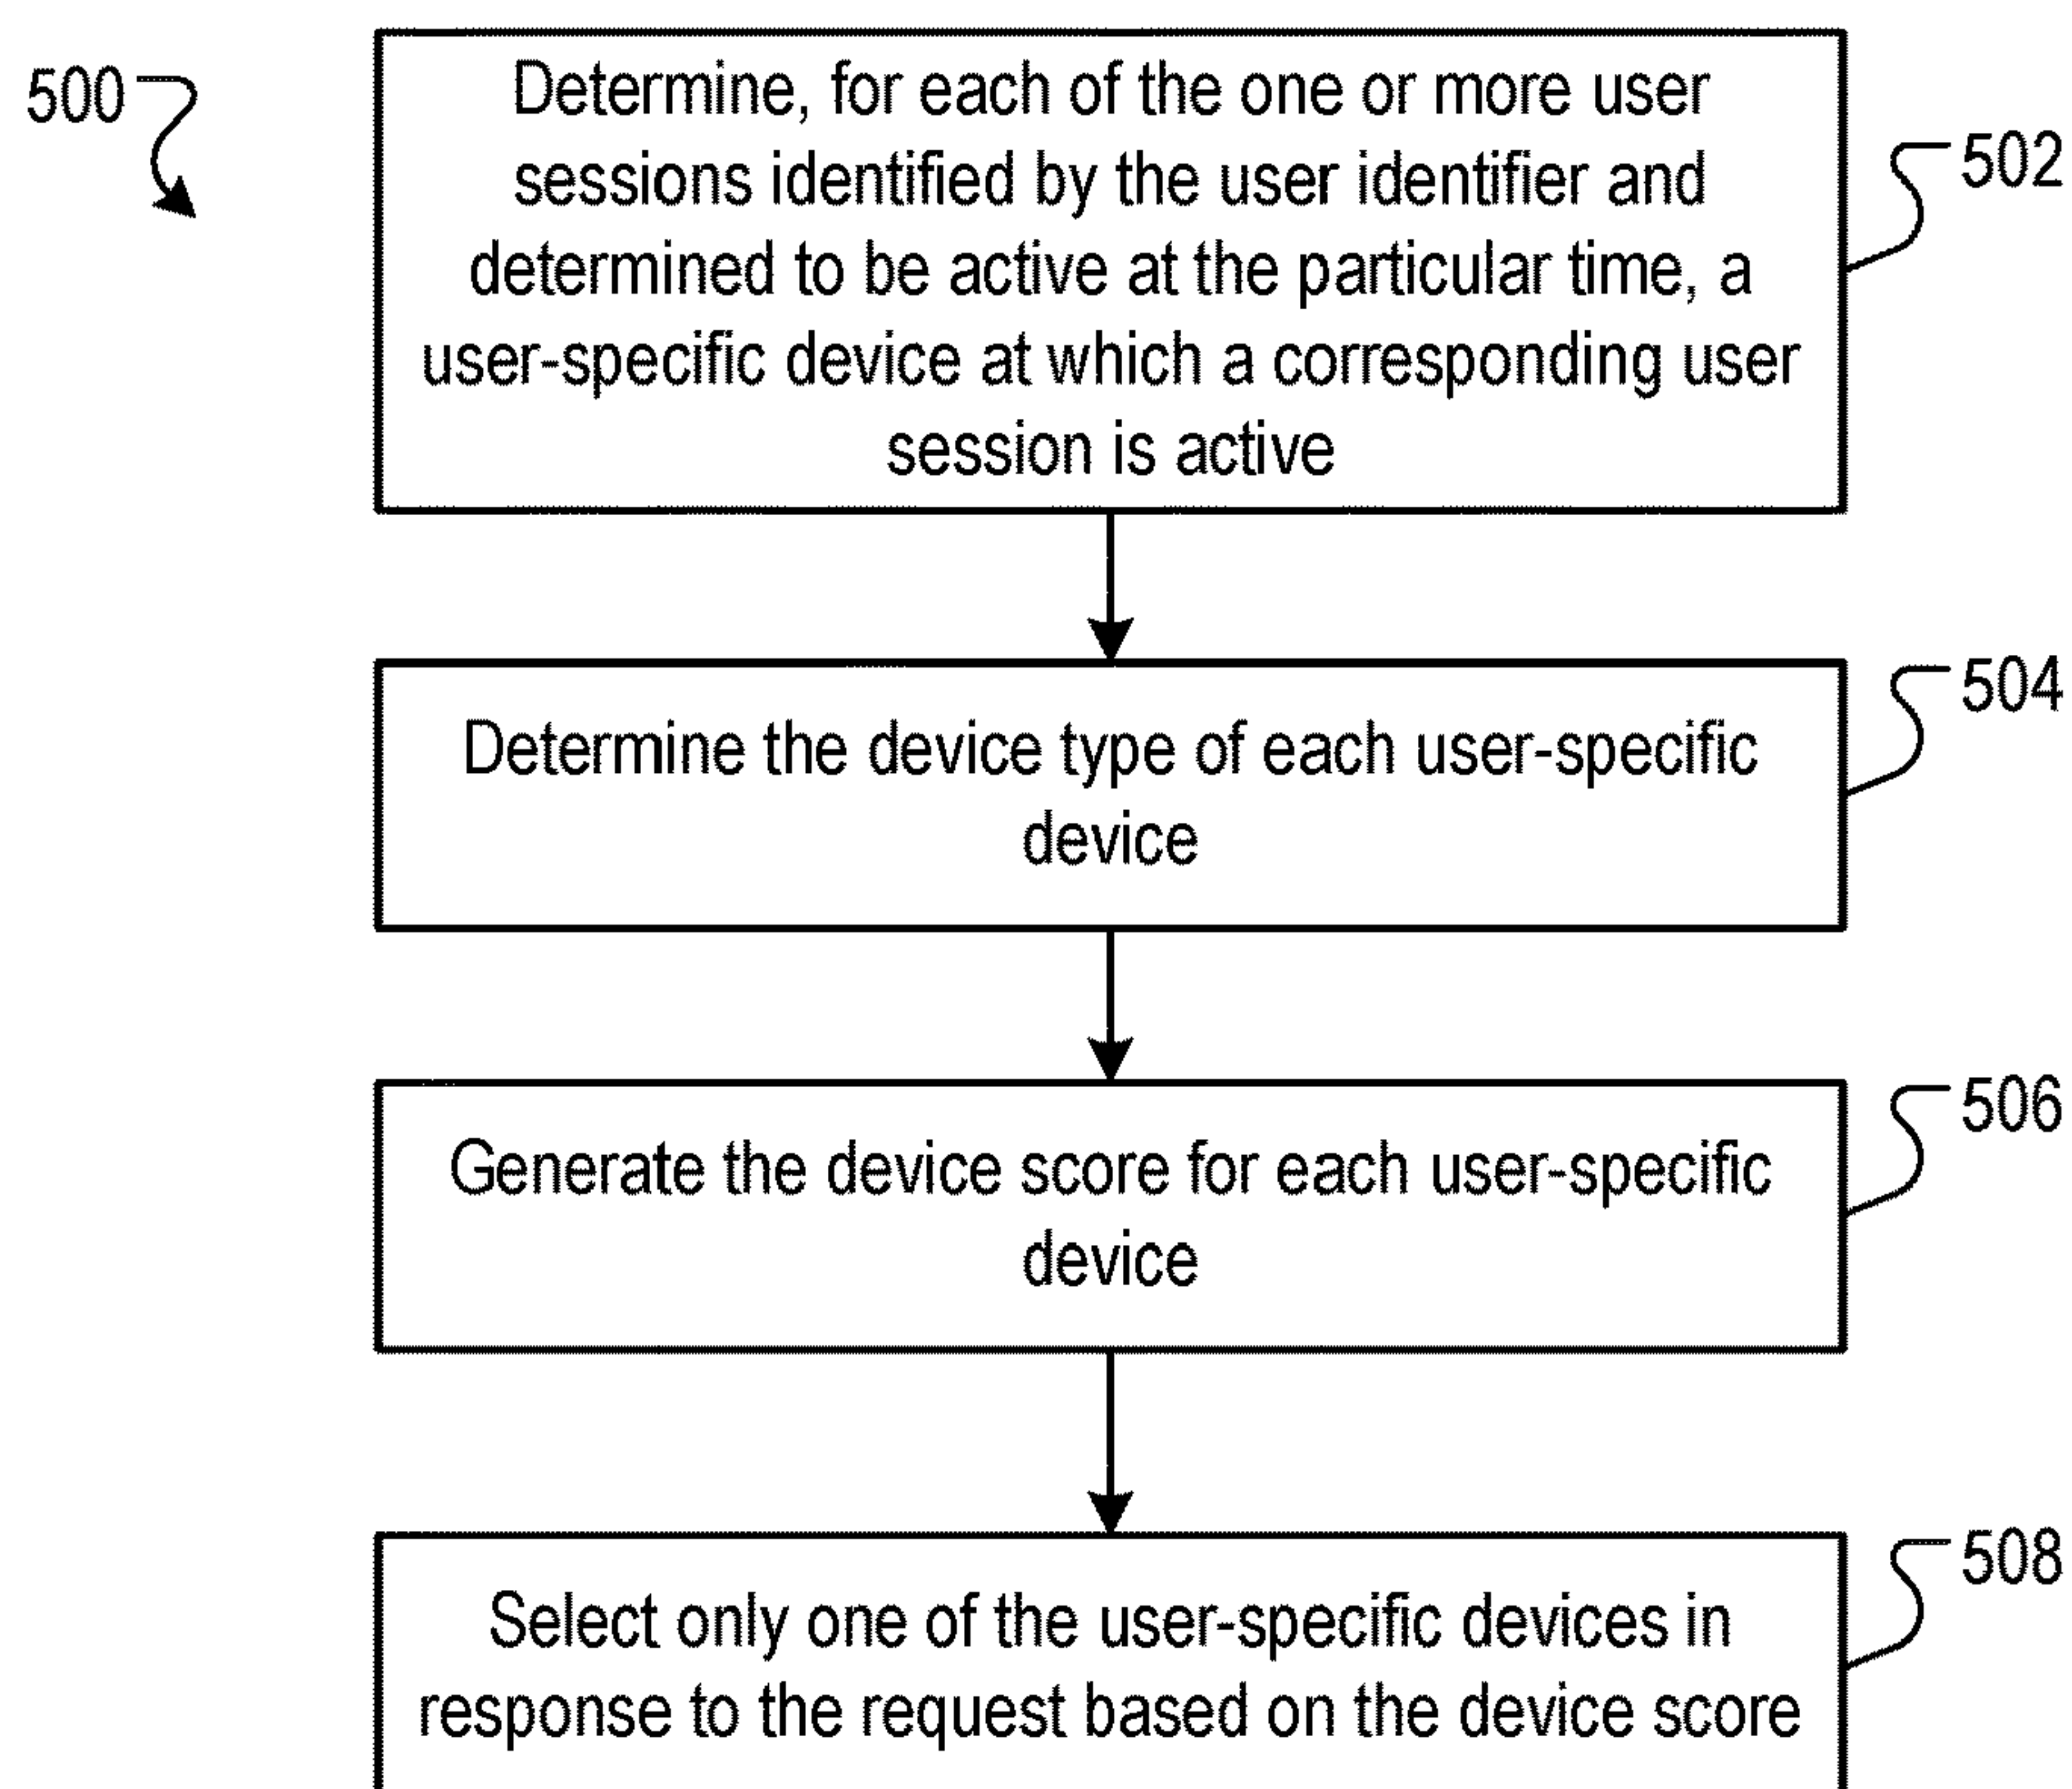 500
Determine, for each of the one or more user
sessions identified by the user identifier and
determined to be active at the particular time, a
user-specific device at which a corresponding user
session is active
502
Determine the device type of each user-specific
device
504
Generate the device score for each user-specific
device
506
Select only one of the user-specific devices in
response to the request based on the device score
508